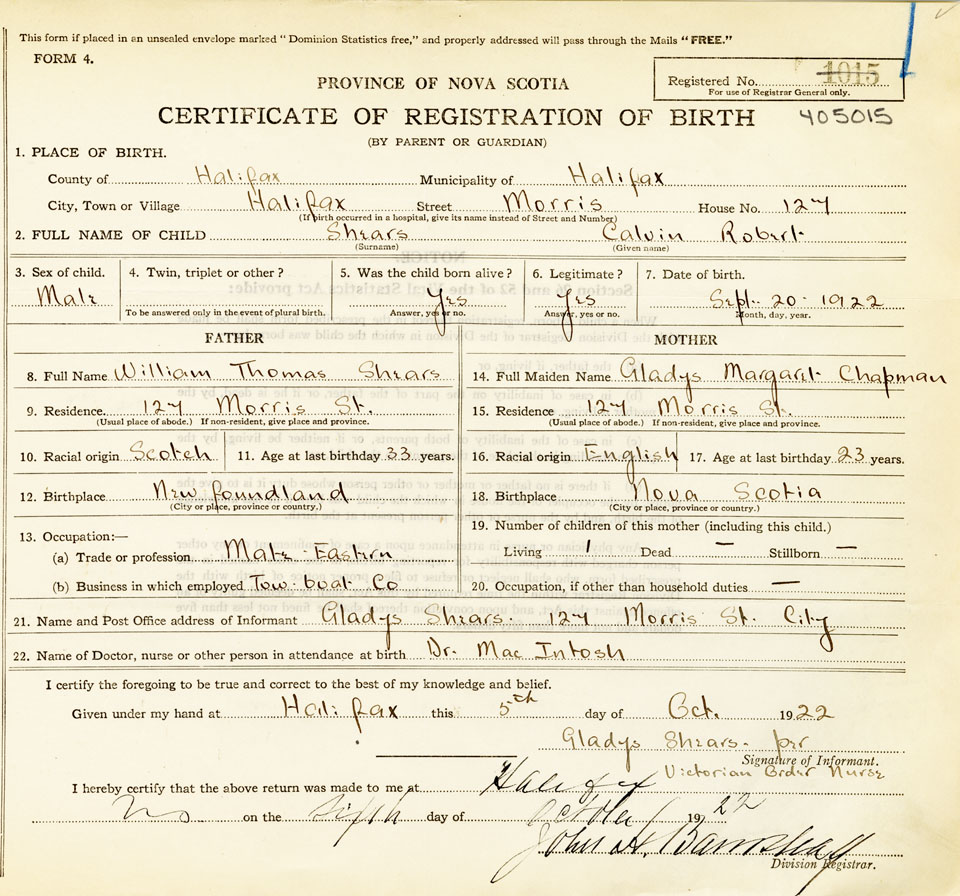 This form if placed in an unsealed envelope marked "Dominion Statistics free," and properly addressed will pass through the Mails "FREE."
FORM 4.
Registered No. 1015
For use of Registrar General only.
PROVINCE OF NOVA SCOTIA
CERTIFICATE OF REGISTRATION OF BIRTH 405015
(BY PARENT OR GUARDIAN)
1. PLACE OF BIRTH.
County of Halifax Municipality of Halifax
City, Town or Village Halifax Street Morris House No. 127
(If birth occurred in a hospital, give its name instead of Street and Number)
2. FULL NAME OF CHILD Shears Calvin Robert
(Surname) (Given name)
3. Sex of child. 4. Twin, triplet or other? 5. Was the child born alive? 6. Legitimate? 7. Date of birth.
Male Yes Yes Sept. 20 - 1922
To be answered only in the event of plural birth. Answer, yes or no. Answer, yes or no. Month, day, year.
FATHER
8. Full Name William Thomas Shears
9. Residence. 127 Morris St.
(Usual place of abode.) If non-resident, give place and province.
10. Racial origin Scotch 11. Age at last birthday 33 years.
12. Birthplace Newfoundland
(City or place, province or country.)
13. Occupation:—
(a) Trade or profession. Mate - Eastern
(b) Business in which employed Tow-boat Co
MOTHER
14. Full Maiden Name Gladys Margaret Chapman
15. Residence 127 Morris St.
(Usual place of abode.) If non-resident, give place and province.
16. Racial origin English 17. Age at last birthday 23 years.
18. Birthplace Nova Scotia
(City or place, province or country.)
19. Number of children of this mother (including this child.)
Living 1 Dead — Stillborn —
20. Occupation, if other than household duties —
21. Name and Post Office address of Informant Gladys Shears. 127 Morris St. City
22. Name of Doctor, nurse or other person in attendance at birth Dr. Mac Intosh
I certify the foregoing to be true and correct to the best of my knowledge and belief.
Given under my hand at Halifax this 5th day of Oct. 1922
Gladys Shears - per
Signature of Informant.
Victorian Order Nurse
I hereby certify that the above return was made to me at Halifax
on the sixth day of October 1922
John A.
Division Registrar.